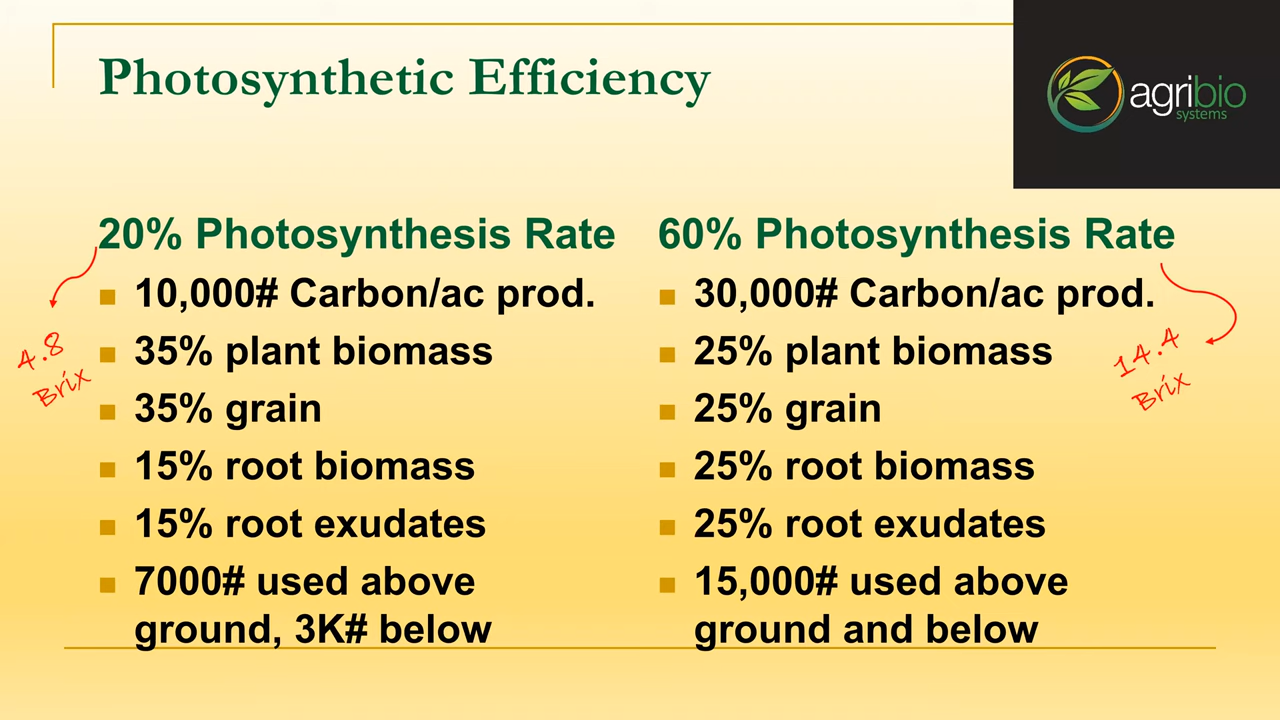 Photosynthetic Efficiency
agribio
systems
20% Photosynthesis Rate
10,000# Carbon/ac prod.
35% plant biomass
35% grain
15% root biomass
15% root exudates
7000# used above
ground, 3K# below
4.8
Brix
60% Photosynthesis Rate
30,000# Carbon/ac prod.
25% plant biomass
25% grain
25% root biomass
25% root exudates
15,000# used above
ground and below
14.4
Brix